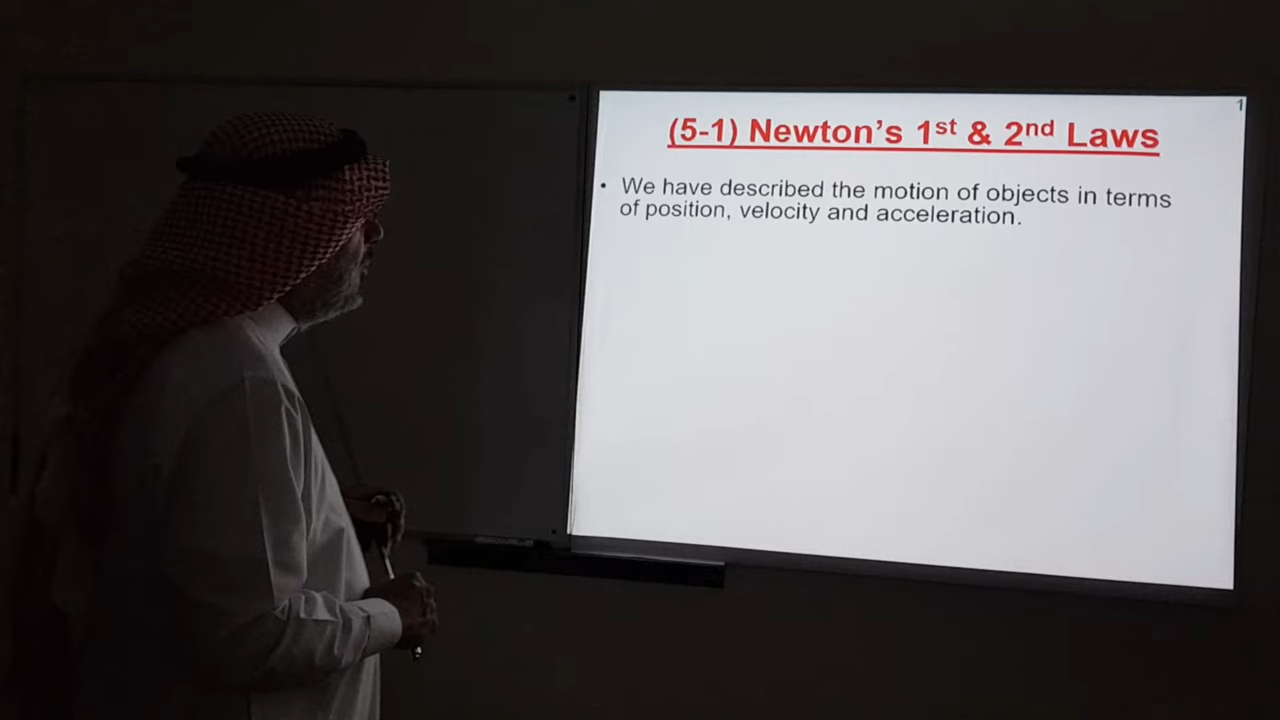 1
(5-1) Newton's 1st & 2nd Laws
• We have described the motion of objects in terms
of position, velocity and acceleration.